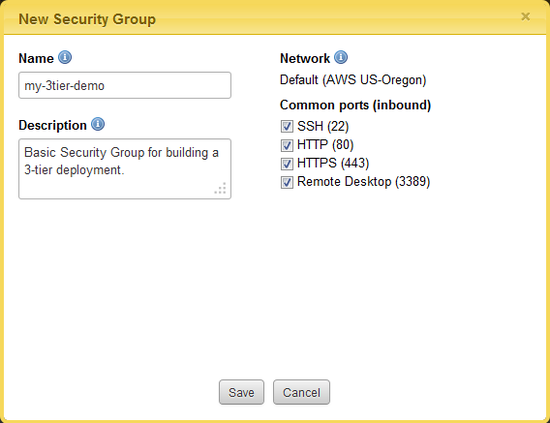 New Security Group
Name
my-3tier-demo
Description
Basic Security Group for building a
3-tier deployment.
Network
Default (AWS US-Oregon)
Common ports (inbound)
SSH (22)
HTTP (80)
HTTPS (443)
Remote Desktop (3389)
Save
Cancel